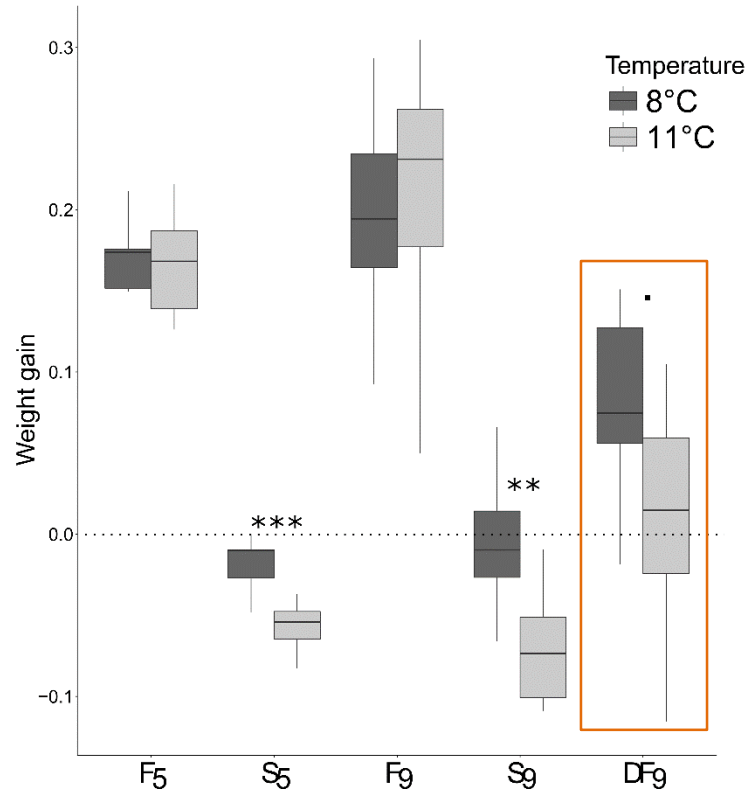 Temperature
8°C
11°C
Weight gain
0.3
0.2
0.1
0.0
−0.1
***
**
F5
S5
F9
S9
DF9